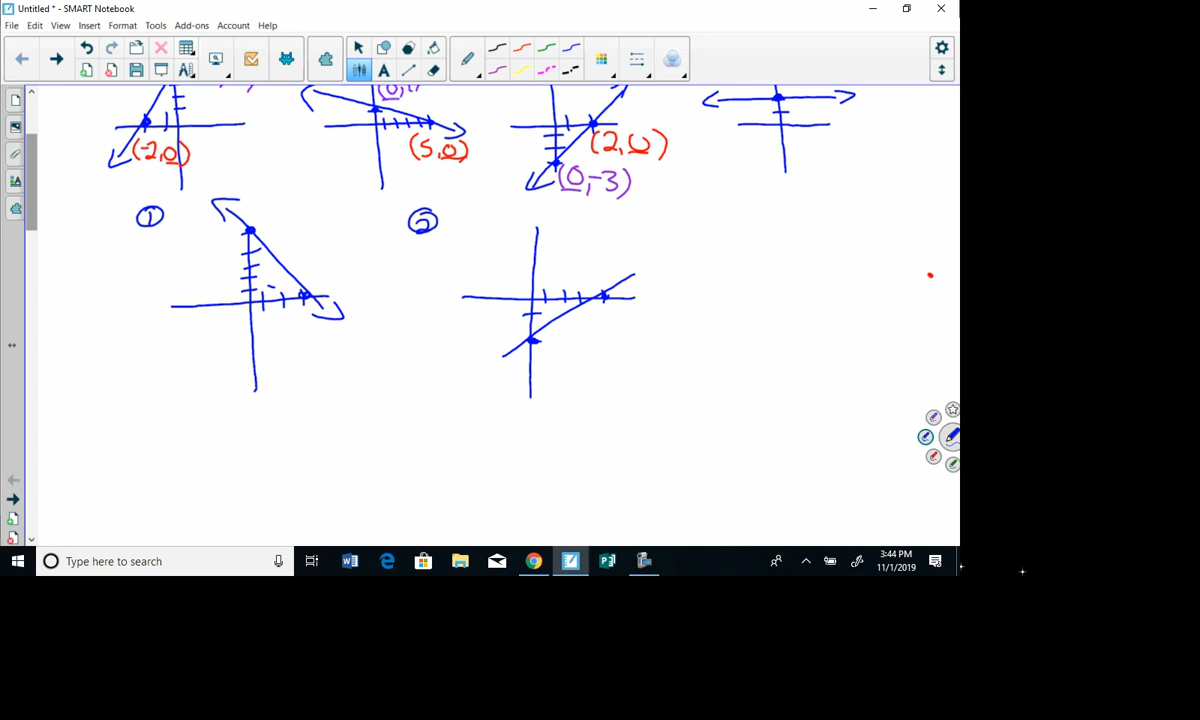 Untitled * - SMART Notebook
File Edit View Insert Format Tools Add-ons Account Help
(-2,0)
(5,0)
(2,0)
(0,-3)
① ②
Type here to search
3:44 PM
11/1/2019